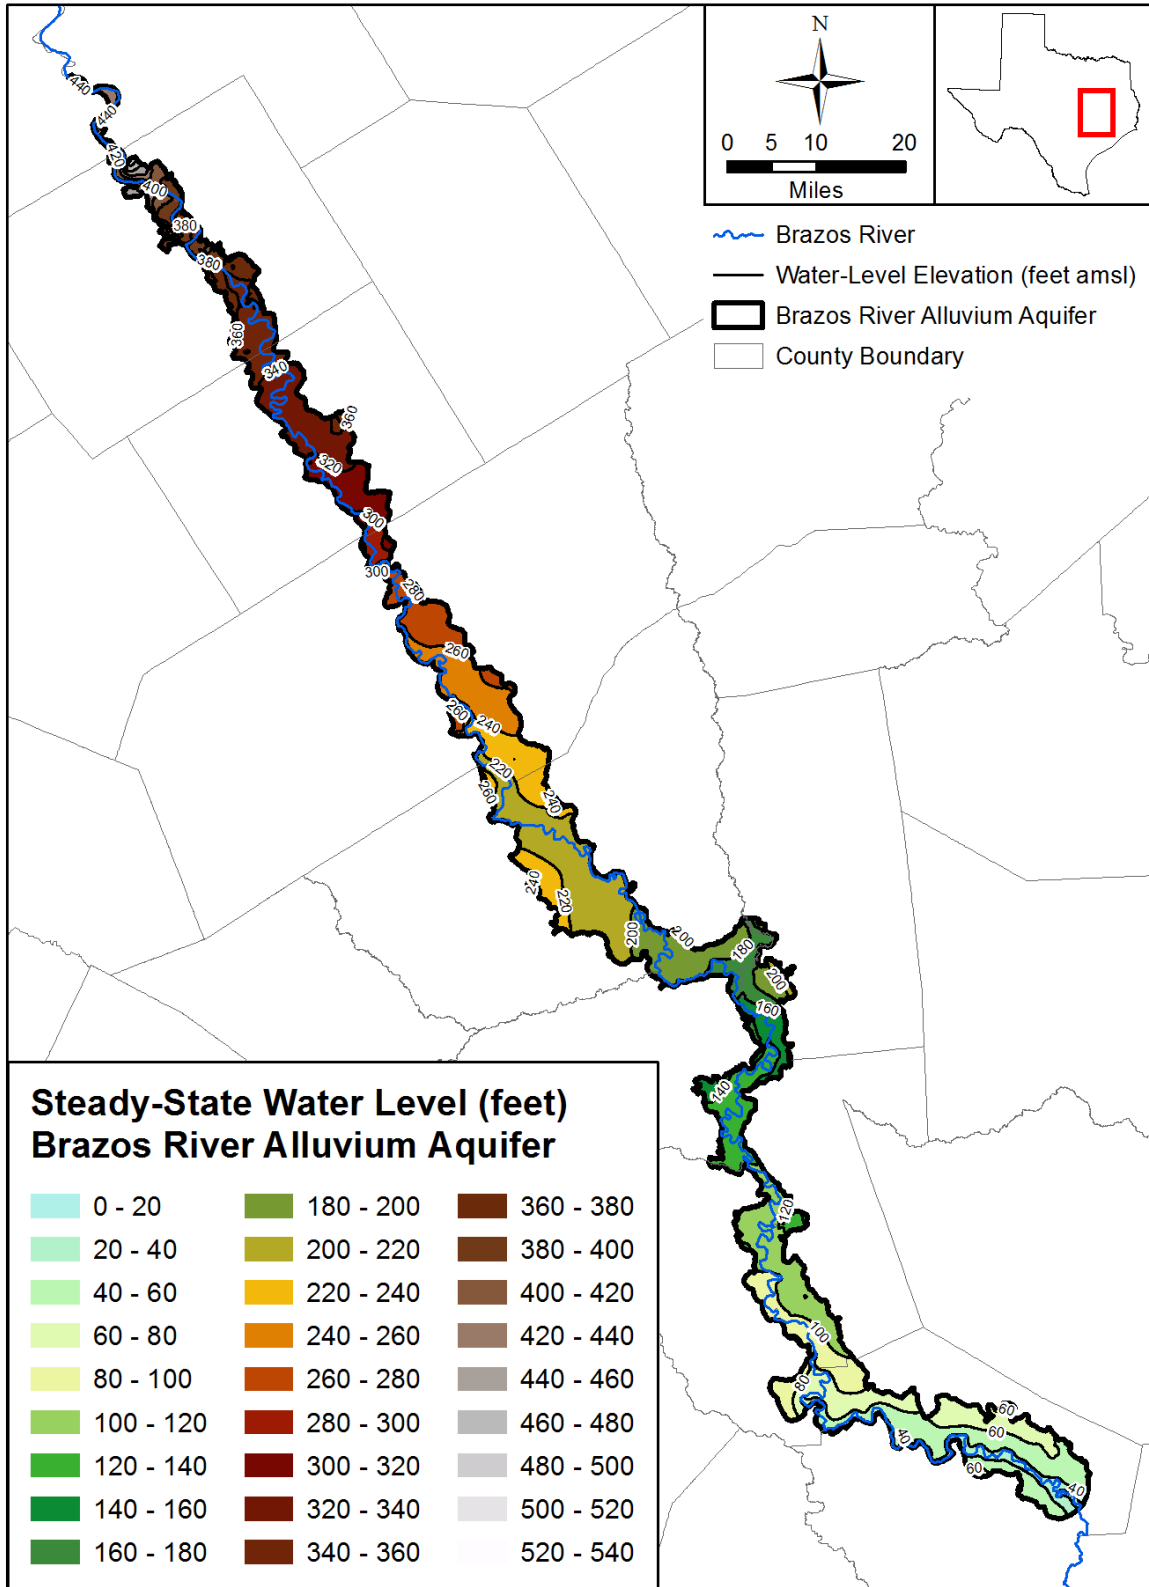 N
0 5 10 20
Miles
Brazos River
Water-Level Elevation (feet amsl)
Brazos River Alluvium Aquifer
County Boundary
440
440
420
400
380
380
360
340
360
320
300
300
280
260
260
240
220
260
240
240
220
200
200
180
200
160
140
120
100
80
60
60
40
60
40
Steady-State Water Level (feet)
Brazos River Alluvium Aquifer
0 - 20
20 - 40
40 - 60
60 - 80
80 - 100
100 - 120
120 - 140
140 - 160
160 - 180
180 - 200
200 - 220
220 - 240
240 - 260
260 - 280
280 - 300
300 - 320
320 - 340
340 - 360
360 - 380
380 - 400
400 - 420
420 - 440
440 - 460
460 - 480
480 - 500
500 - 520
520 - 540